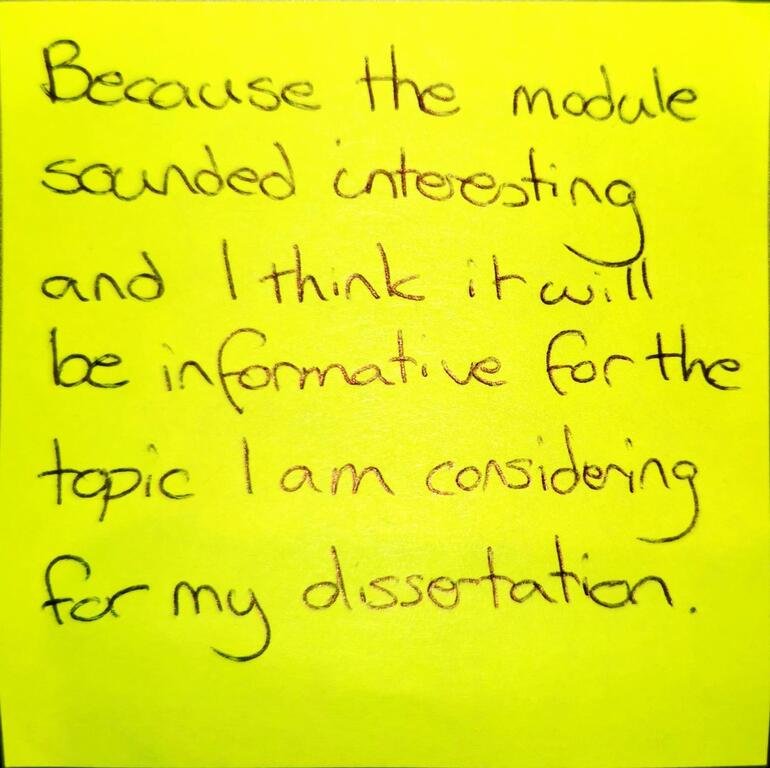 Because the module
sounded interesting
and I think it will
be informative for the
topic I am considering
for my dissertation.